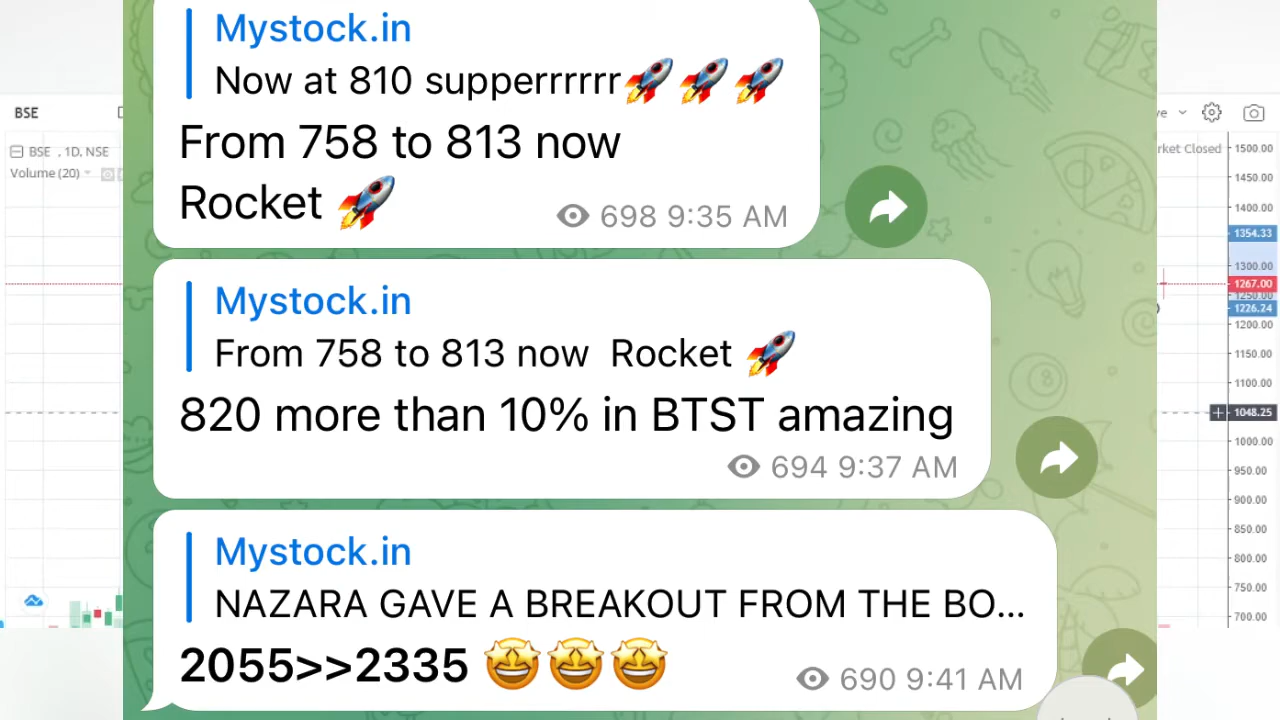 Mystock.in
Now at 810 supperrrrrr🚀🚀🚀
From 758 to 813 now
Rocket 🚀
698 9:35 AM
Mystock.in
From 758 to 813 now Rocket 🚀
820 more than 10% in BTST amazing
694 9:37 AM
Mystock.in
NAZARA GAVE A BREAKOUT FROM THE BO...
2055>>2335 🤩🤩🤩
690 9:41 AM
BSE
BSE , 1D, NSE
Volume (20)
Closed
1500.00
1450.00
1400.00
1354.33
1300.00
1267.00
1250.00
1226.24
1200.00
1150.00
1100.00
1048.25
1000.00
950.00
900.00
850.00
800.00
750.00
700.00